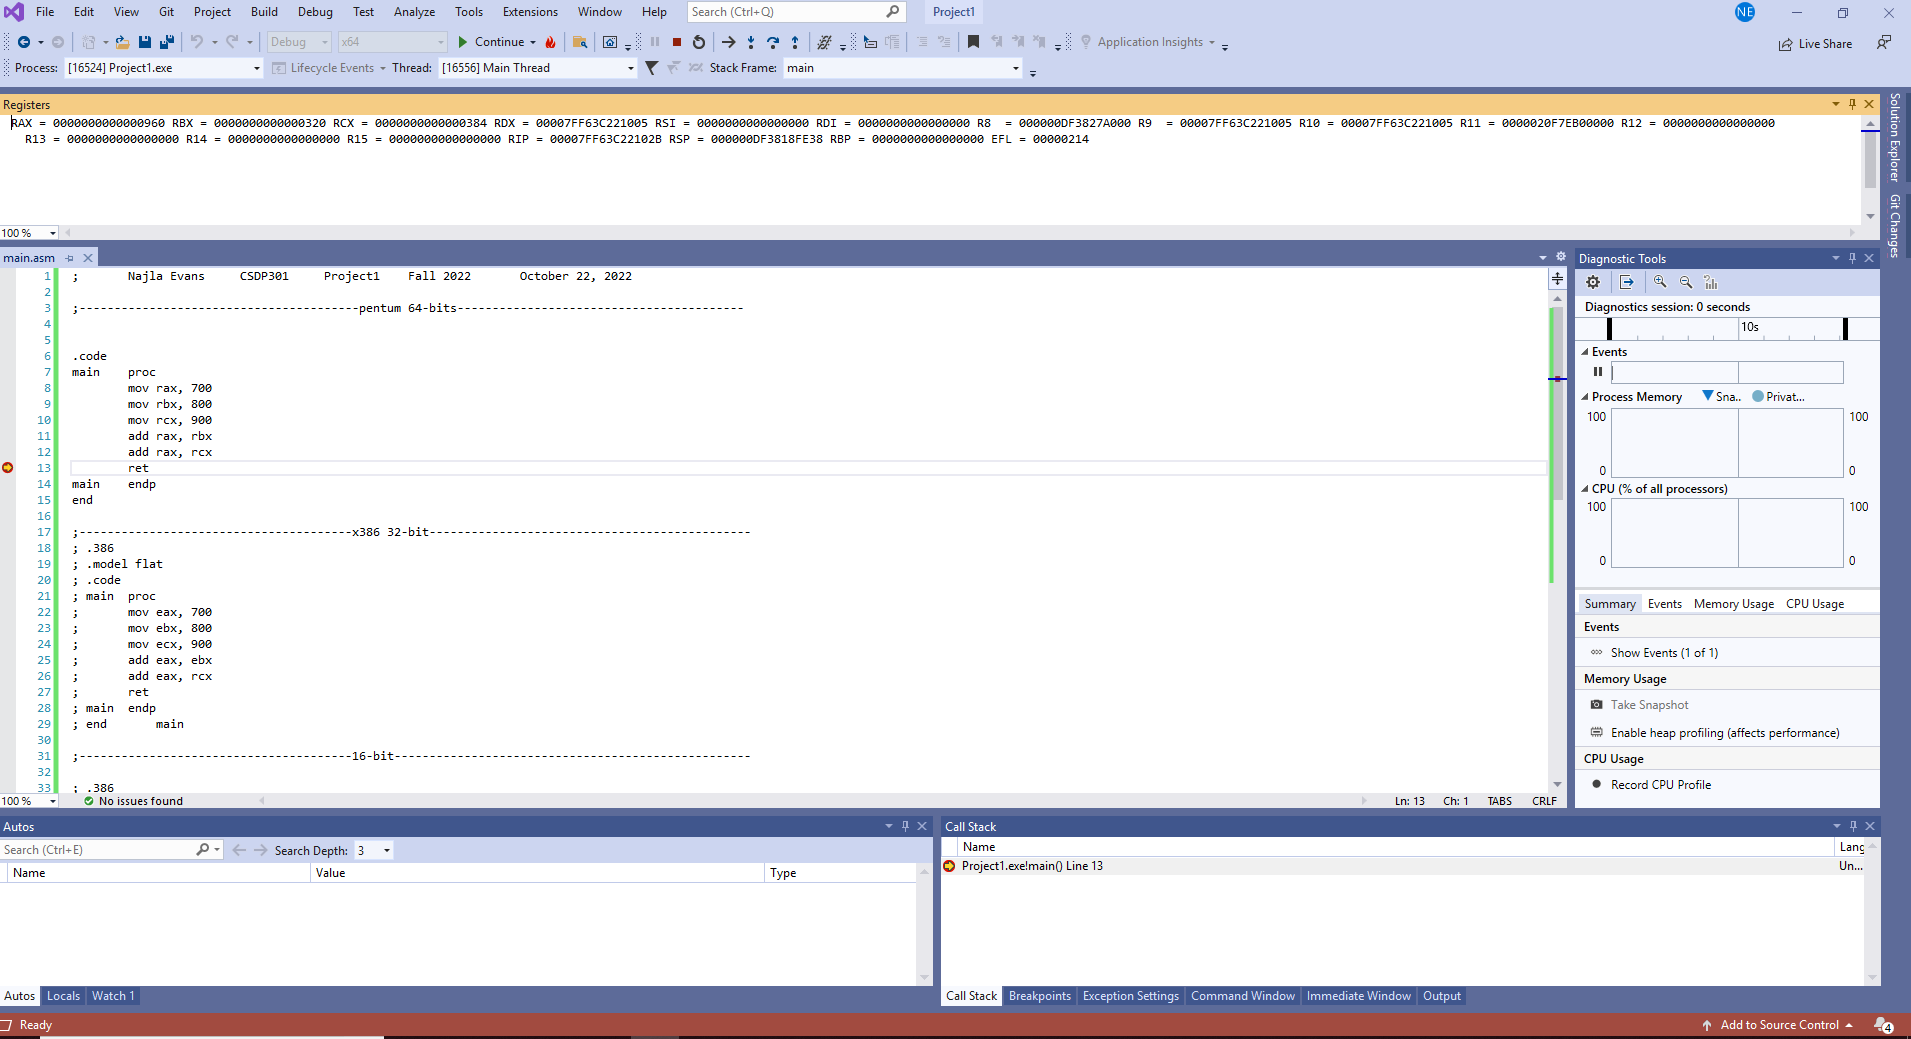 File Edit View Git Project Build Debug Test Analyze Tools Extensions Window Help Search (Ctrl+Q) Project1 NE
Debug x64 Continue Application Insights Live Share
Process: [16524] Project1.exe Lifecycle Events Thread: [16556] Main Thread Stack Frame: main
Registers
RAX = 0000000000000960 RBX = 0000000000000320 RCX = 0000000000000384 RDX = 00007FF63C221005 RSI = 0000000000000000 RDI = 0000000000000000 R8  = 000000DF3827A000 R9  = 00007FF63C221005 R10 = 00007FF63C221005 R11 = 0000020F7EB00000 R12 = 0000000000000000
R13 = 0000000000000000 R14 = 0000000000000000 R15 = 0000000000000000 RIP = 00007FF63C22102B RSP = 000000DF3818FE38 RBP = 0000000000000000 EFL = 00000214
100 %
Solution Explorer
Git Changes
main.asm
1 ;       Najla Evans     CSDP301     Project1    Fall 2022       October 22, 2022
2
3 ;----------------------------------------pentum 64-bits-----------------------------------------
4
5
6 .code
7 main    proc
8         mov rax, 700
9         mov rbx, 800
10         mov rcx, 900
11         add rax, rbx
12         add rax, rcx
13         ret
14 main    endp
15 end
16
17 ;---------------------------------------x386 32-bit----------------------------------------------
18 ; .386
19 ; .model flat
20 ; .code
21 ; main  proc
22 ;       mov eax, 700
23 ;       mov ebx, 800
24 ;       mov ecx, 900
25 ;       add eax, ebx
26 ;       add eax, rcx
27 ;       ret
28 ; main  endp
29 ; end       main
30
31 ;---------------------------------------16-bit---------------------------------------------------
32
33 ; .386
100 % No issues found Ln: 13 Ch: 1 TABS CRLF
Diagnostic Tools
Diagnostics session: 0 seconds
10s
Events
Process Memory Sna.. Privat...
100 100
0 0
CPU (% of all processors)
100 100
0 0
Summary Events Memory Usage CPU Usage
Events
Show Events (1 of 1)
Memory Usage
Take Snapshot
Enable heap profiling (affects performance)
CPU Usage
Record CPU Profile
Autos
Search (Ctrl+E) Search Depth: 3
Name Value Type
Autos Locals Watch 1
Call Stack
Name Lang
Project1.exe!main() Line 13 Un...
Call Stack Breakpoints Exception Settings Command Window Immediate Window Output
Ready Add to Source Control 4